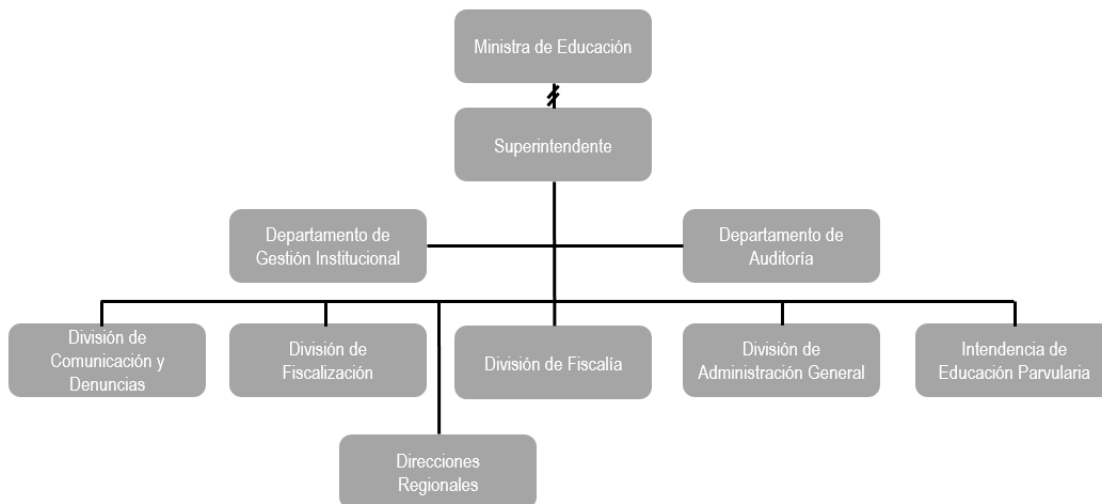 Ministra de Educación
Superintendente
Departamento de
Gestión Institucional
Departamento de
Auditoría
División de
Comunicación y
Denuncias
División de
Fiscalización
División de Fiscalía
División de
Administración General
Intendencia de
Educación Parvularia
Direcciones
Regionales